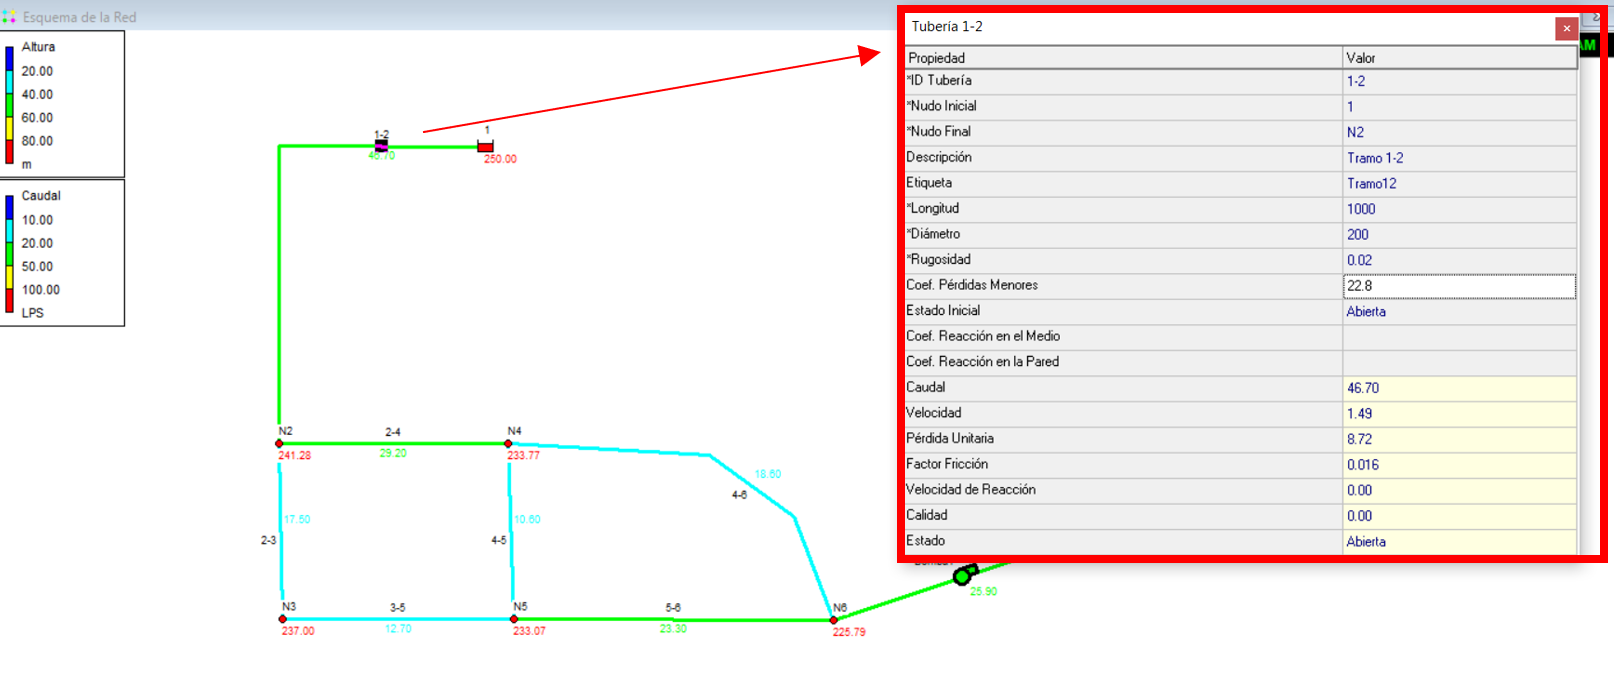 Esquema de la Red
Altura
20.00
40.00
60.00
80.00
m
Caudal
10.00
20.00
50.00
100.00
LPS
1-2
46.70
1
250.00
N2
241.28
2-4
29.20
N4
233.77
18.60
4-6
17.50
2-3
10.60
4-5
N3
237.00
3-5
12.70
N5
233.07
5-6
23.30
N6
225.79
25.90
AM
Tubería 1-2
Propiedad Valor
*ID Tubería 1-2
*Nudo Inicial 1
*Nudo Final N2
Descripción Tramo 1-2
Etiqueta Tramo12
*Longitud 1000
*Diámetro 200
*Rugosidad 0.02
Coef. Pérdidas Menores 22.8
Estado Inicial Abierta
Coef. Reacción en el Medio
Coef. Reacción en la Pared
Caudal 46.70
Velocidad 1.49
Pérdida Unitaria 8.72
Factor Fricción 0.016
Velocidad de Reacción 0.00
Calidad 0.00
Estado Abierta